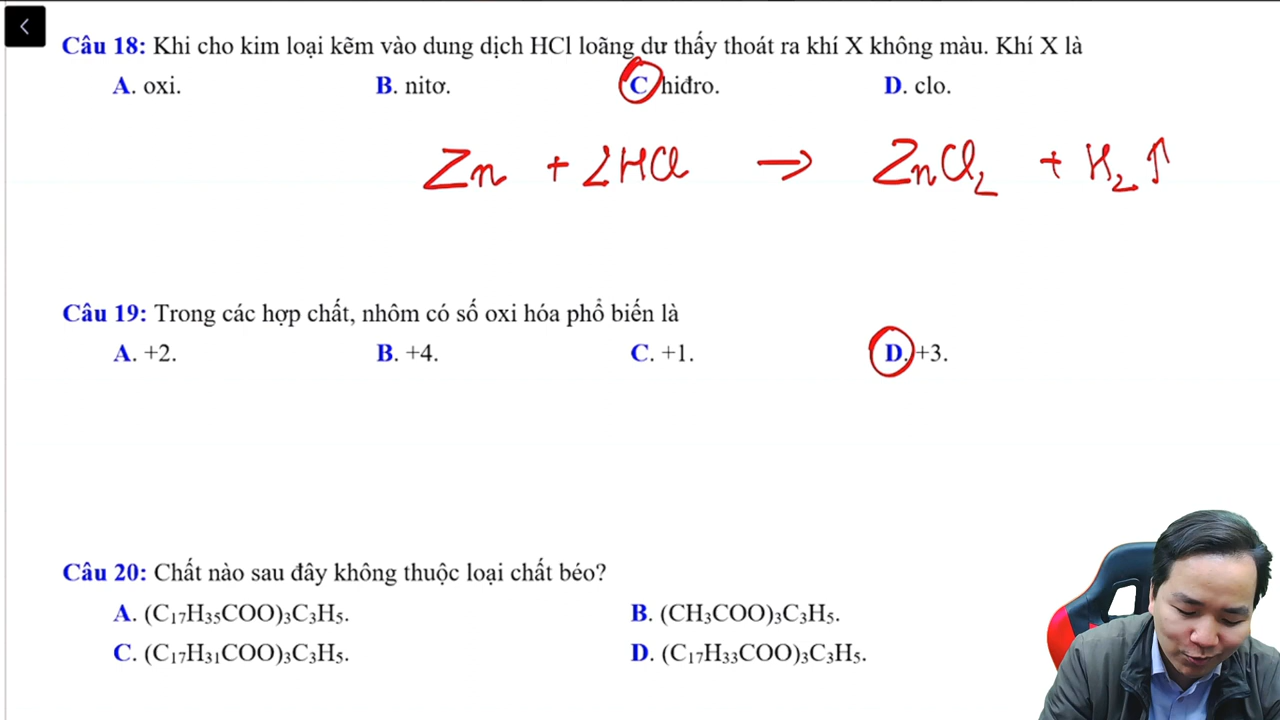 Câu 18: Khi cho kim loại kẽm vào dung dịch HCl loãng dư thấy thoát ra khí X không màu. Khí X là
A. oxi. B. nitơ. C hiđro. D. clo.
Zn + 2HCl → ZnCl₂ + H₂↑
Câu 19: Trong các hợp chất, nhôm có số oxi hóa phổ biến là
A. +2. B. +4. C. +1. D. +3.
Câu 20: Chất nào sau đây không thuộc loại chất béo?
A. (C₁₇H₃₅COO)₃C₃H₅. B. (CH₃COO)₃C₃H₅.
C. (C₁₇H₃₁COO)₃C₃H₅. D. (C₁₇H₃₃COO)₃C₃H₅.